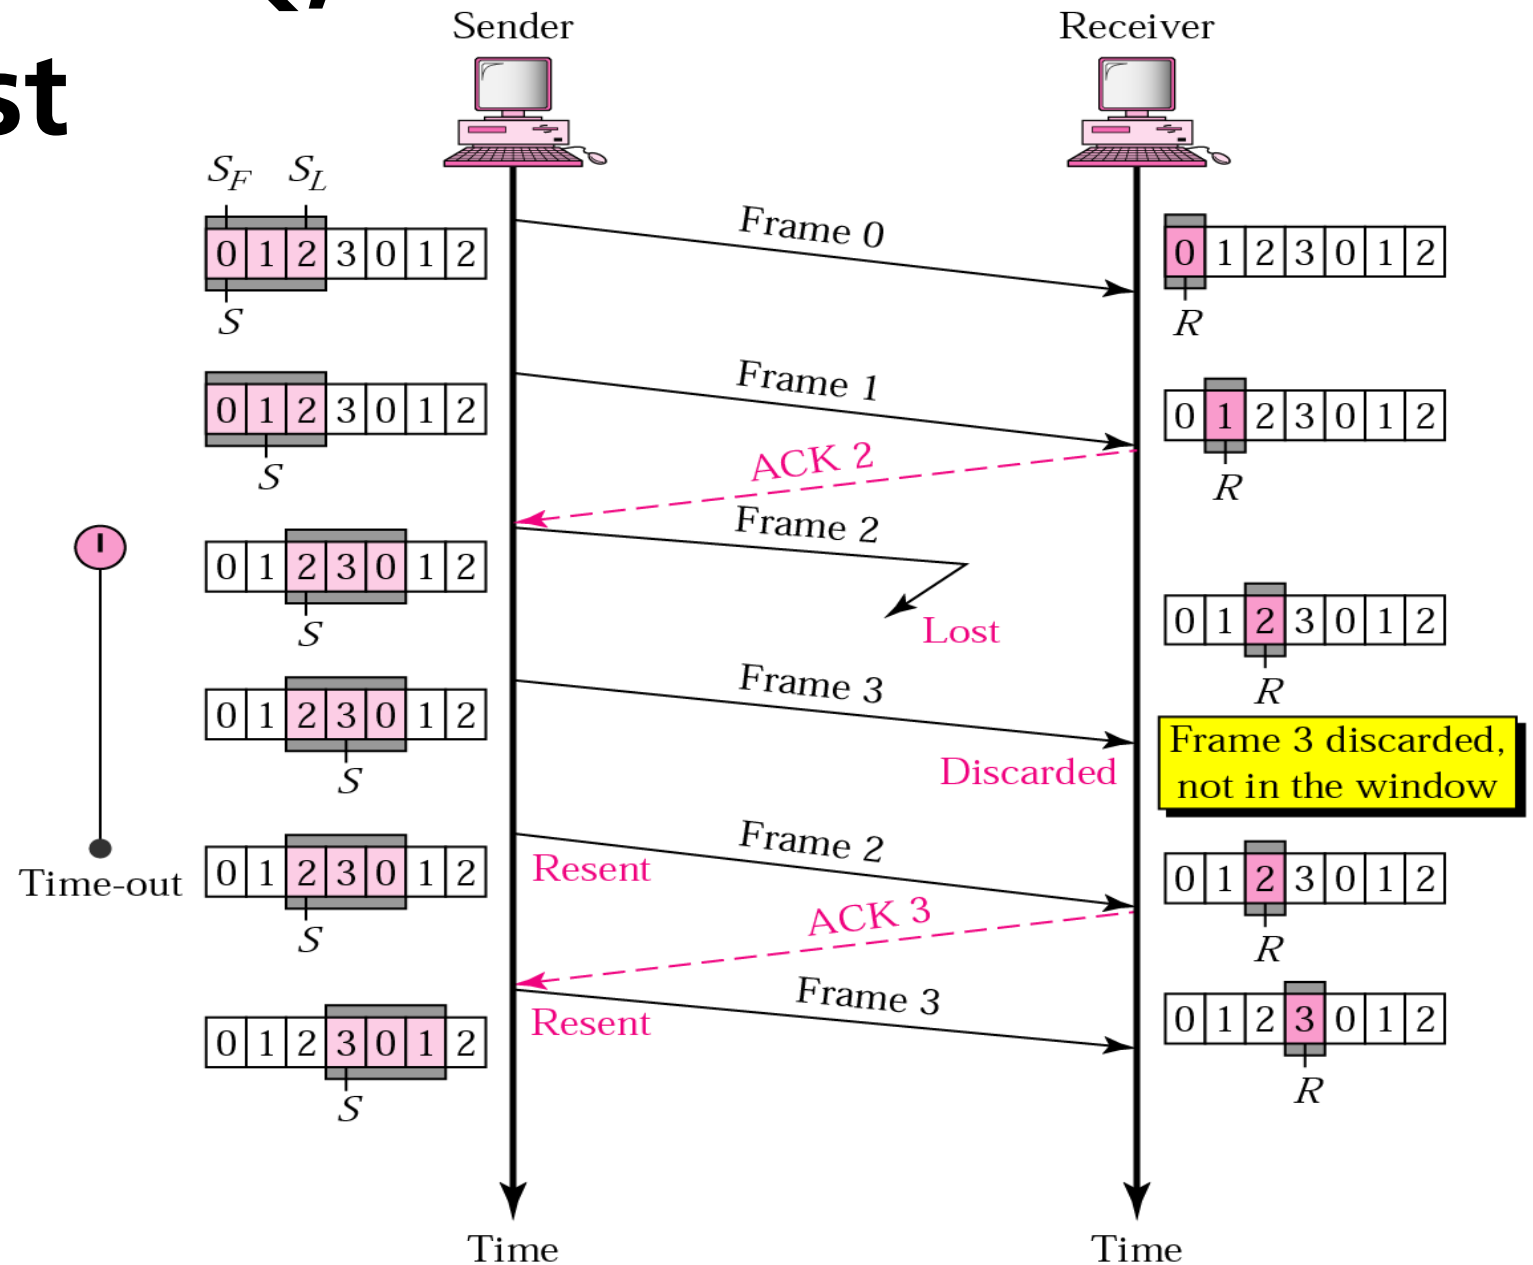 st
Sender
Receiver
SF SL
Frame 0
0 1 2 3 0 1 2
0 1 2 3 0 1 2
S
R
Frame 1
0 1 2 3 0 1 2
0 1 2 3 0 1 2
S
R
ACK 2
Frame 2
0 1 2 3 0 1 2
S
Lost
0 1 2 3 0 1 2
R
Frame 3
0 1 2 3 0 1 2
S
Discarded
Frame 3 discarded,
not in the window
Frame 2
Resent
Time-out
0 1 2 3 0 1 2
S
0 1 2 3 0 1 2
R
ACK 3
Frame 3
Resent
0 1 2 3 0 1 2
S
0 1 2 3 0 1 2
R
Time
Time